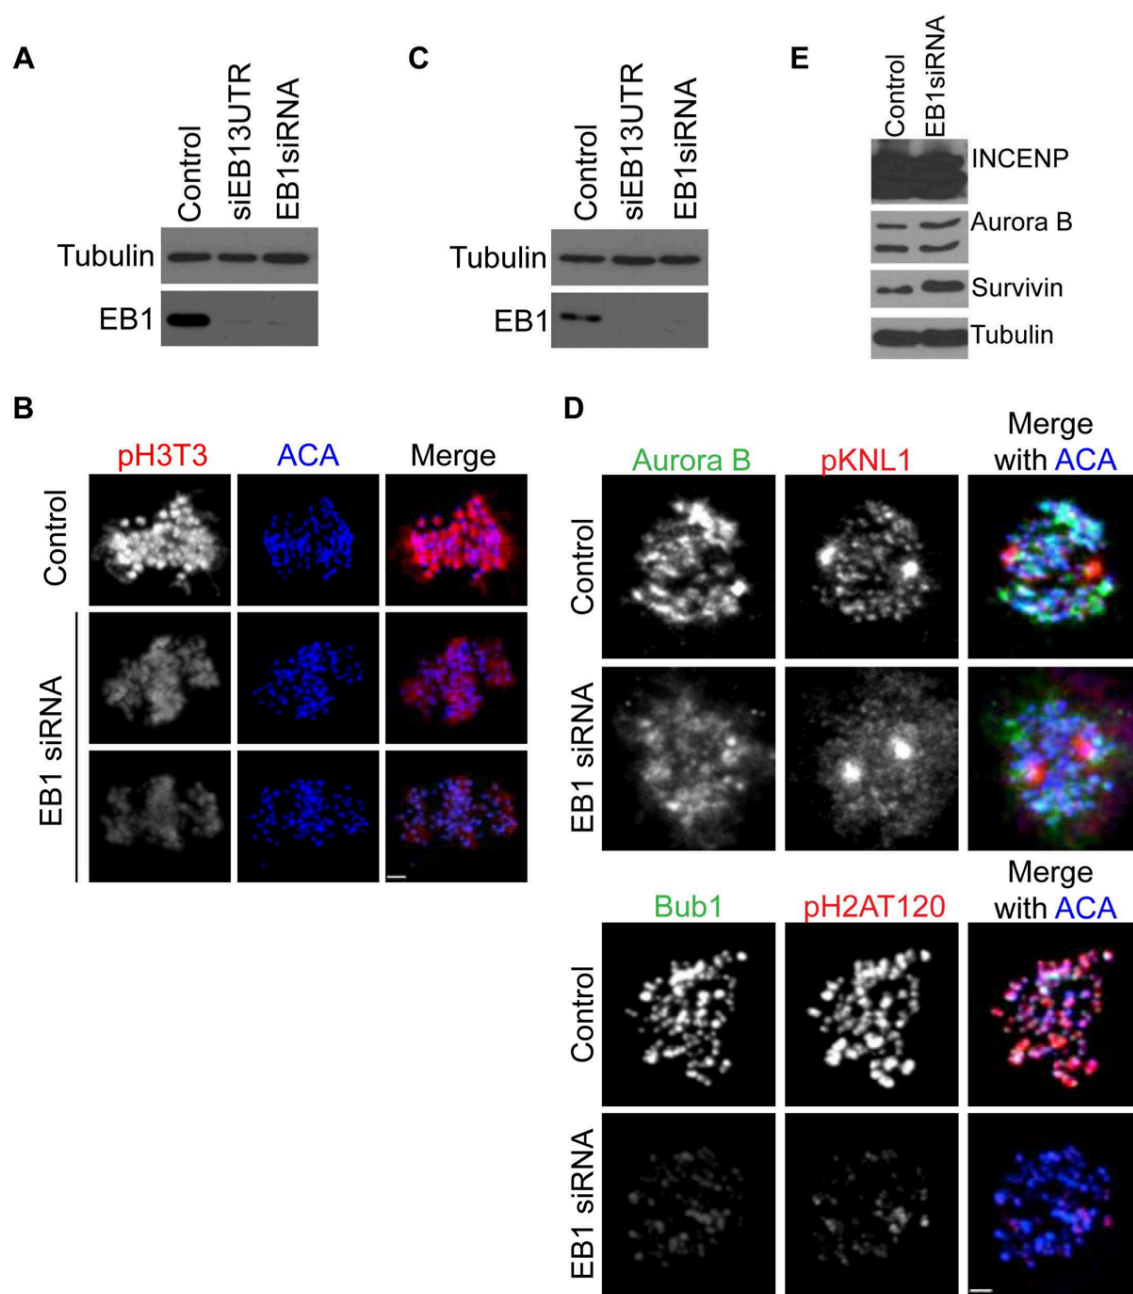 A
Control
siEB13UTR
EB1siRNA
Tubulin
EB1
C
Control
siEB13UTR
EB1siRNA
Tubulin
EB1
E
Control
EB1siRNA
INCENP
Aurora B
Survivin
Tubulin
B
pH3T3
ACA
Merge
Control
EB1 siRNA
D
Aurora B
pKNL1
Merge
with ACA
Control
EB1 siRNA
Bub1
pH2AT120
Merge
with ACA
Control
EB1 siRNA